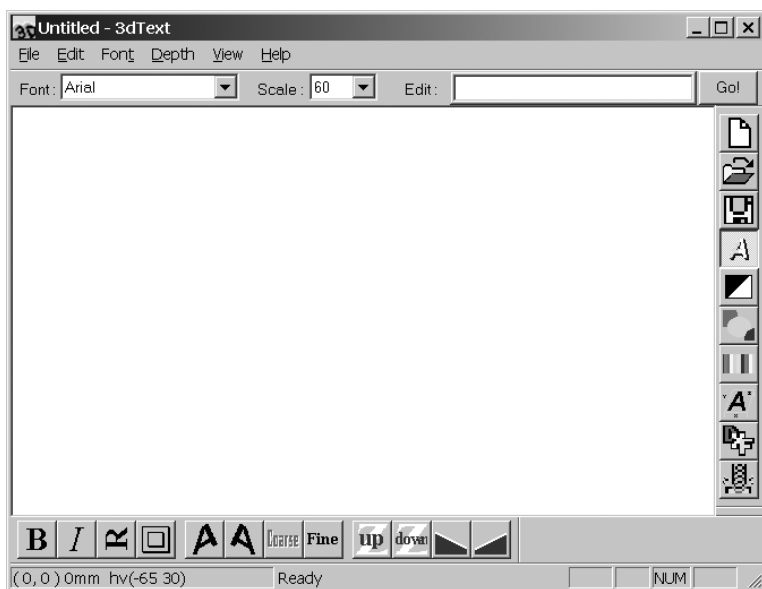 Untitled - 3dText
File Edit Font Depth View Help
Font: Arial Scale: 60 Edit: Go!
A
A
B I R A A Coarse Fine up down
(0,0) 0mm hv(-65 30) Ready NUM